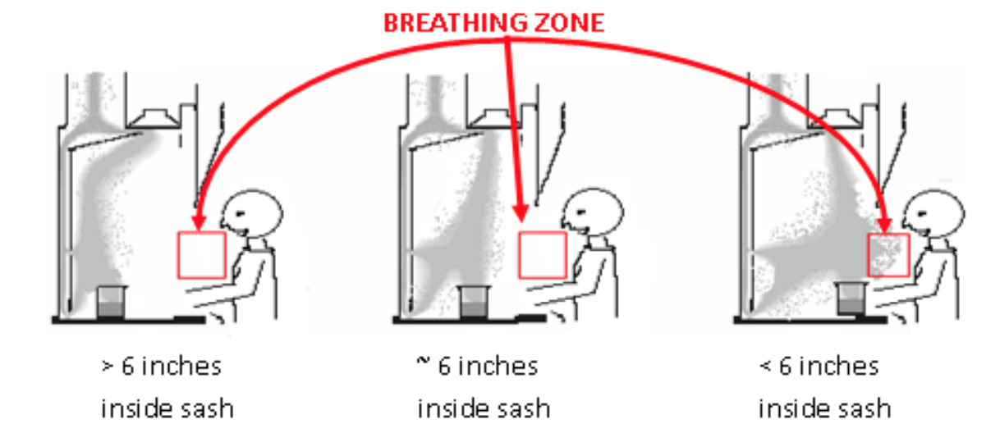 BREATHING ZONE
> 6 inches
inside sash
~ 6 inches
inside sash
< 6 inches
inside sash